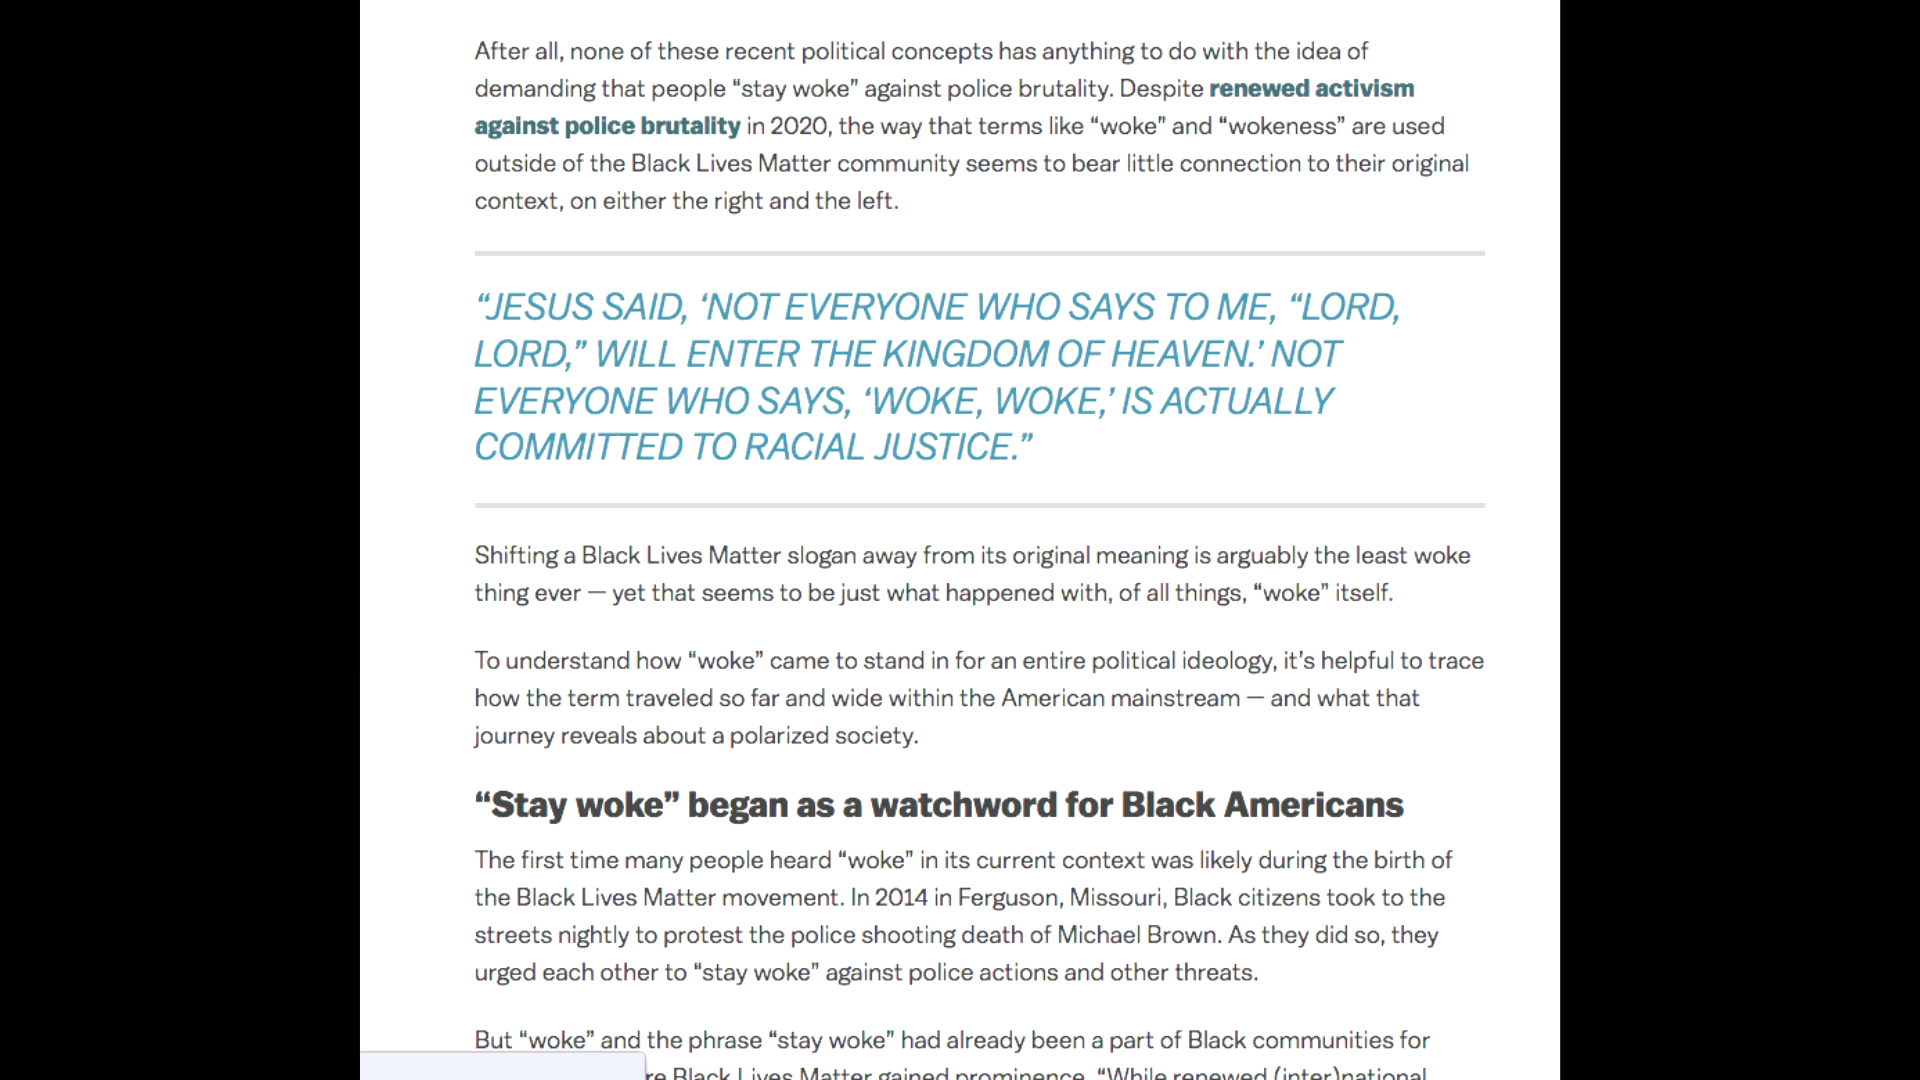 After all, none of these recent political concepts has anything to do with the idea of
demanding that people “stay woke” against police brutality. Despite renewed activism
against police brutality in 2020, the way that terms like “woke” and “wokeness” are used
outside of the Black Lives Matter community seems to bear little connection to their original
context, on either the right and the left.
“JESUS SAID, ‘NOT EVERYONE WHO SAYS TO ME, “LORD,
LORD,” WILL ENTER THE KINGDOM OF HEAVEN.’ NOT
EVERYONE WHO SAYS, ‘WOKE, WOKE,’ IS ACTUALLY
COMMITTED TO RACIAL JUSTICE.”
Shifting a Black Lives Matter slogan away from its original meaning is arguably the least woke
thing ever — yet that seems to be just what happened with, of all things, “woke” itself.
To understand how “woke” came to stand in for an entire political ideology, it’s helpful to trace
how the term traveled so far and wide within the American mainstream — and what that
journey reveals about a polarized society.
“Stay woke” began as a watchword for Black Americans
The first time many people heard “woke” in its current context was likely during the birth of
the Black Lives Matter movement. In 2014 in Ferguson, Missouri, Black citizens took to the
streets nightly to protest the police shooting death of Michael Brown. As they did so, they
urged each other to “stay woke” against police actions and other threats.
But “woke” and the phrase “stay woke” had already been a part of Black communities for
Black Lives Matter gained prominence. “While renewed (inter)national